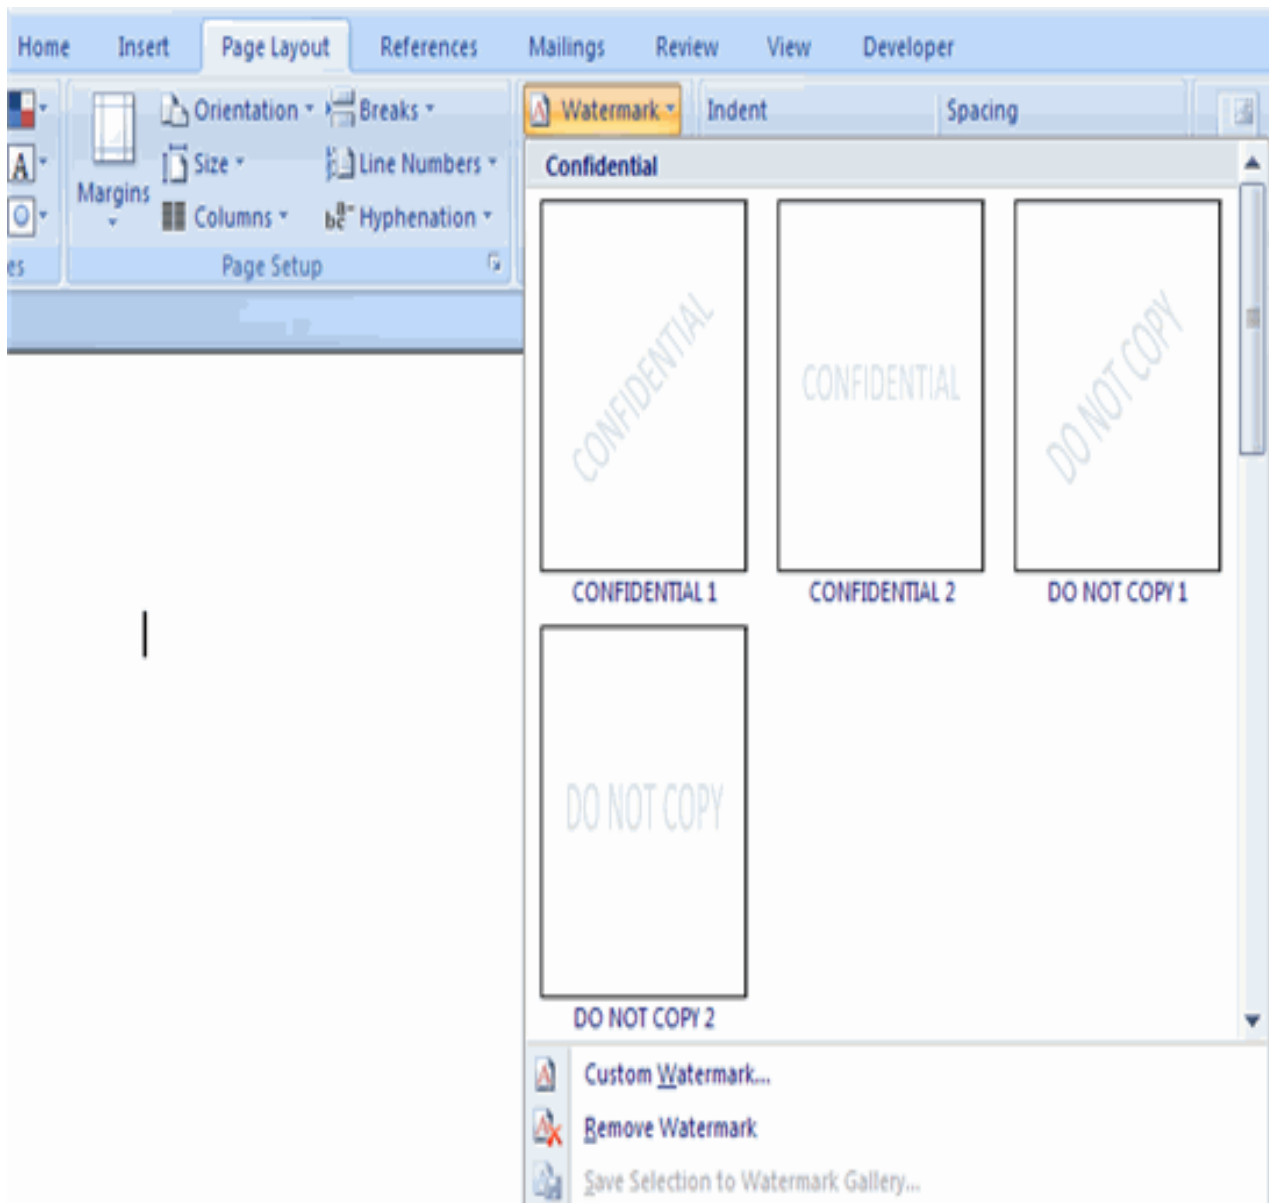 Home Insert Page Layout References Mailings Review View Developer
Orientation Breaks Watermark Indent Spacing
A Size Line Numbers
Margins
Columns Hyphenation
es Page Setup
Confidential
CONFIDENTIAL CONFIDENTIAL DO NOT COPY
CONFIDENTIAL 1 CONFIDENTIAL 2 DO NOT COPY 1
DO NOT COPY
DO NOT COPY 2
Custom Watermark...
Remove Watermark
Save Selection to Watermark Gallery...